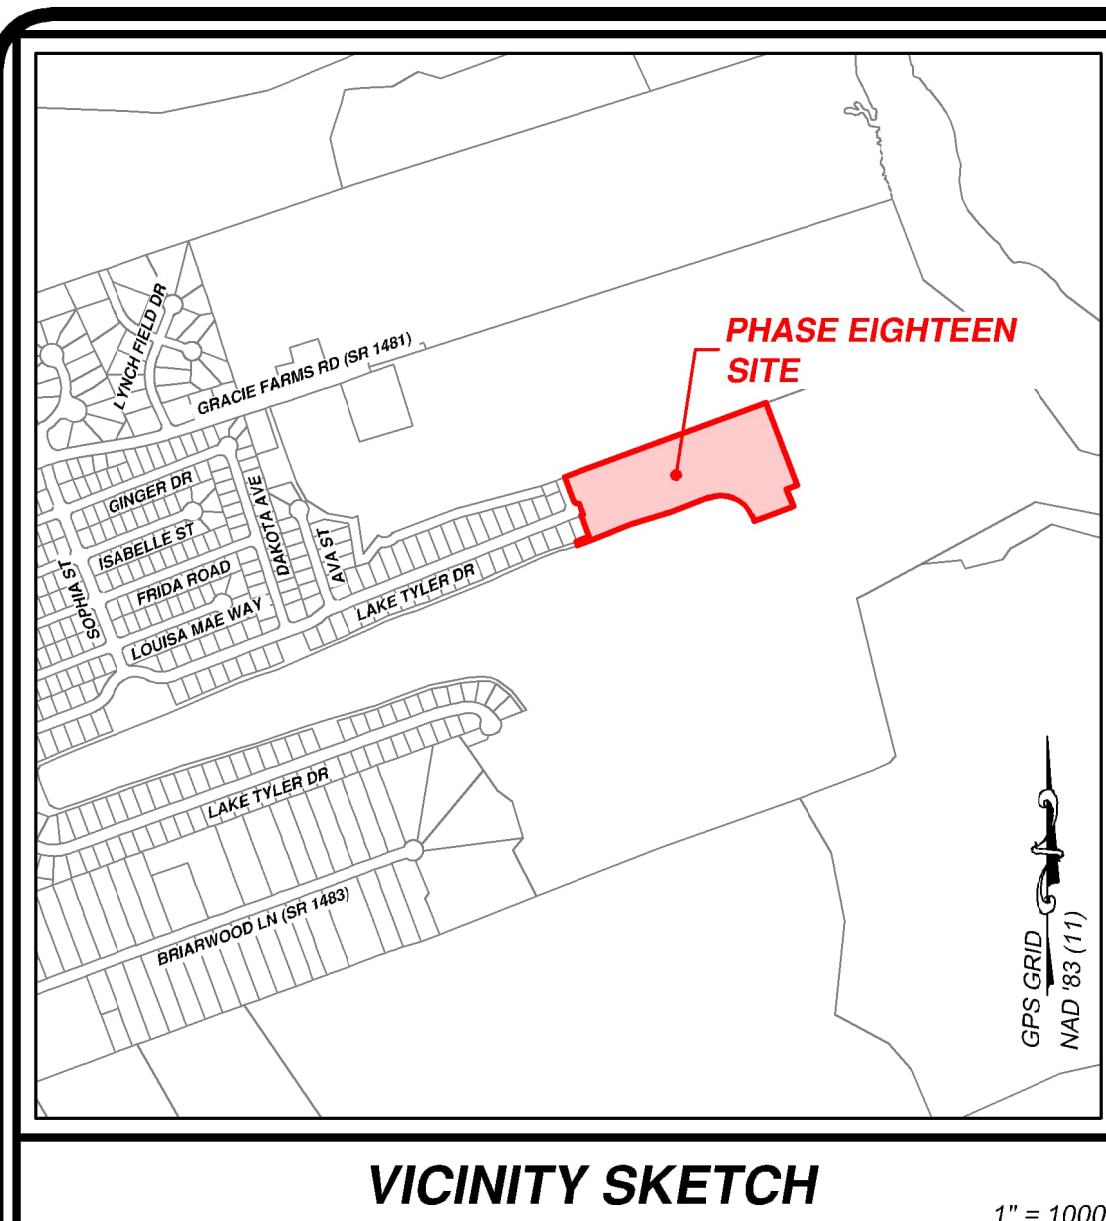 LYNCH FIELD DR
GRACIE FARMS RD (SR 1481)
PHASE EIGHTEEN
SITE
GINGER DR
ISABELLE ST
DAKOTA AVE
AVA ST
FRIDA ROAD
SOPHIA ST
LOUISA MAE WAY
LAKE TYLER DR
LAKE TYLER DR
BRIARWOOD LN (SR 1483)
GPS GRID
NAD '83 (11)
VICINITY SKETCH
1" = 1000